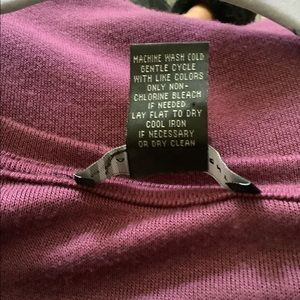 MACHINE WASH COLD
GENTLE CYCLE
WITH LIKE COLORS
ONLY NON-
CHLORINE BLEACH
IF NEEDED
LAY FLAT TO DRY
COOL IRON
IF NECESSARY
OR DRY CLEAN